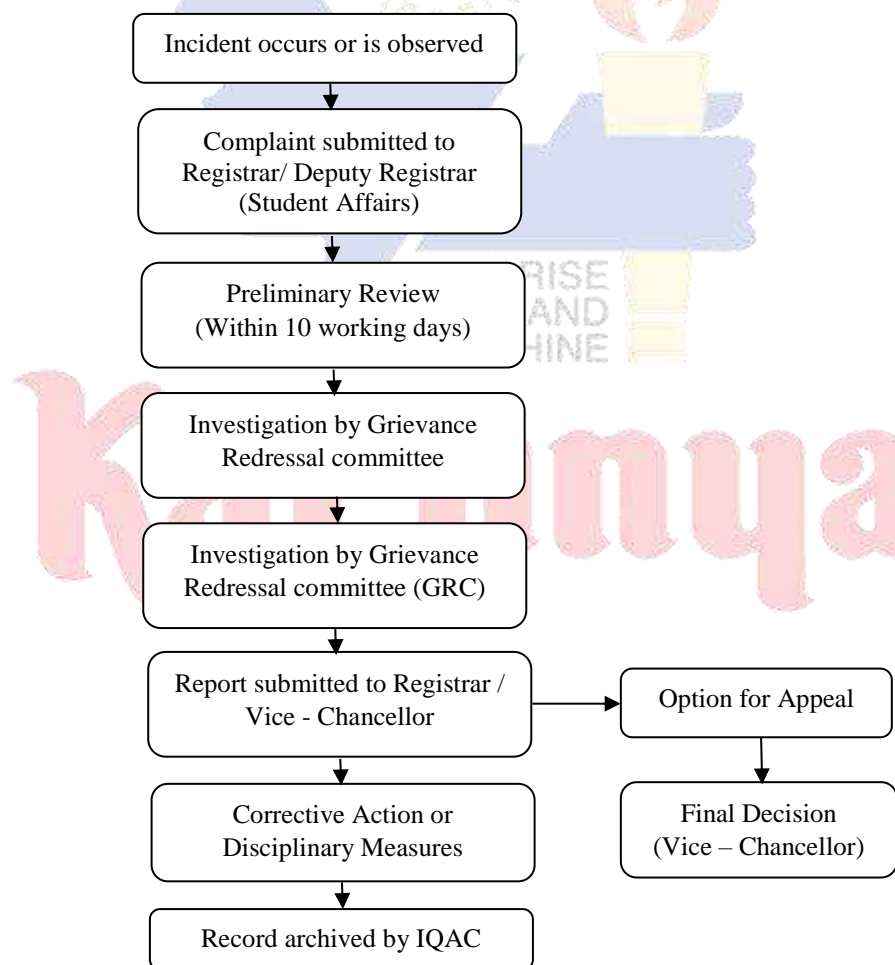 Incident occurs or is observed
Complaint submitted to
Registrar/ Deputy Registrar
(Student Affairs)
RISE
AND
HINE
Preliminary Review
(Within 10 working days)
Investigation by Grievance
Redressal committee
Investigation by Grievance
Redressal committee (GRC)
Report submitted to Registrar /
Vice - Chancellor
Option for Appeal
Corrective Action or
Disciplinary Measures
Final Decision
(Vice – Chancellor)
Record archived by IQAC